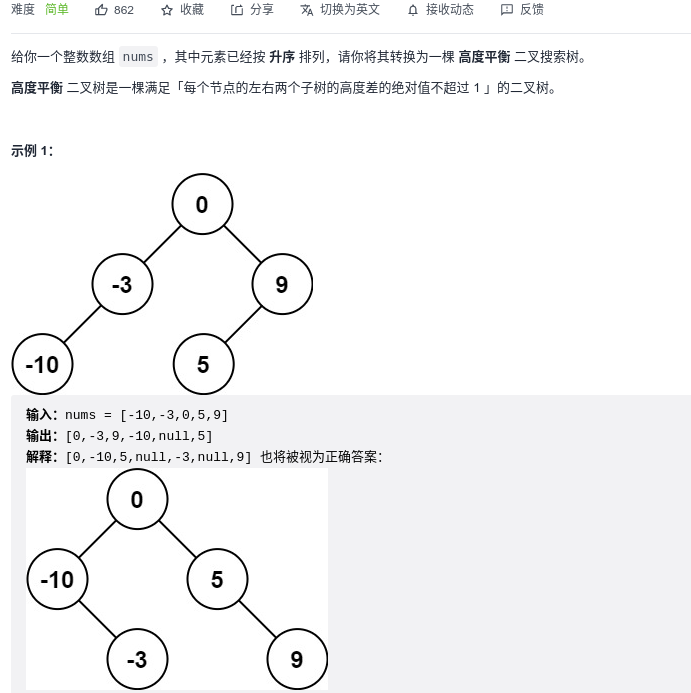 难度 简单 862 收藏 分享 切换为英文 接收动态 反馈
给你一个整数数组 nums ，其中元素已经按 升序 排列，请你将其转换为一棵 高度平衡 二叉搜索树。
高度平衡 二叉树是一棵满足「每个节点的左右两个子树的高度差的绝对值不超过 1 」的二叉树。
示例 1：
0
-3 9
-10 5
输入：nums = [-10,-3,0,5,9]
输出：[0,-3,9,-10,null,5]
解释：[0,-10,5,null,-3,null,9] 也将被视为正确答案：
0
-10 5
-3 9